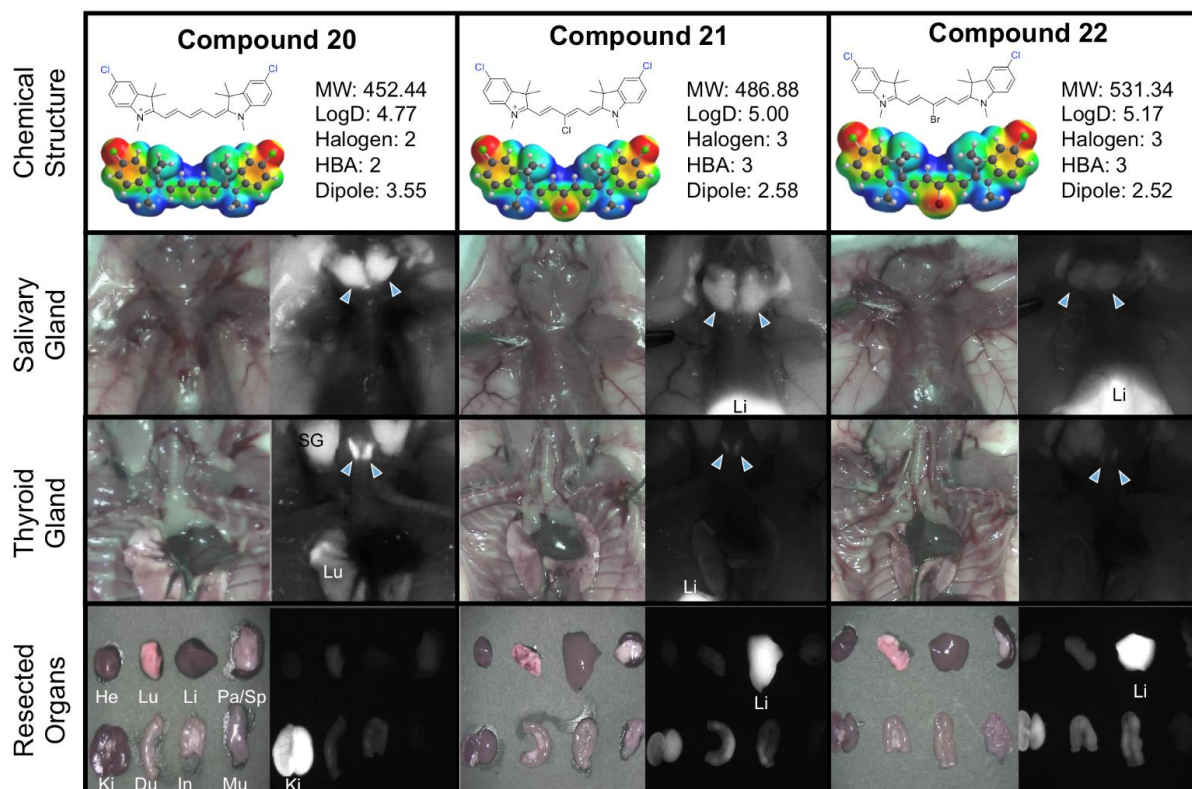 Compound 20
Compound 21
Compound 22
Chemical
Structure
Cl
Cl
N+
N
MW: 452.44
LogD: 4.77
Halogen: 2
HBA: 2
Dipole: 3.55
Cl
Cl
N+
N
Cl
MW: 486.88
LogD: 5.00
Halogen: 3
HBA: 3
Dipole: 2.58
Cl
Cl
N+
N
Br
MW: 531.34
LogD: 5.17
Halogen: 3
HBA: 3
Dipole: 2.52
Salivary
Gland
Li
Li
Thyroid
Gland
SG
Lu
Li
Resected
Organs
He Lu Li Pa/Sp
Ki Du In Mu
Ki
Li
Li